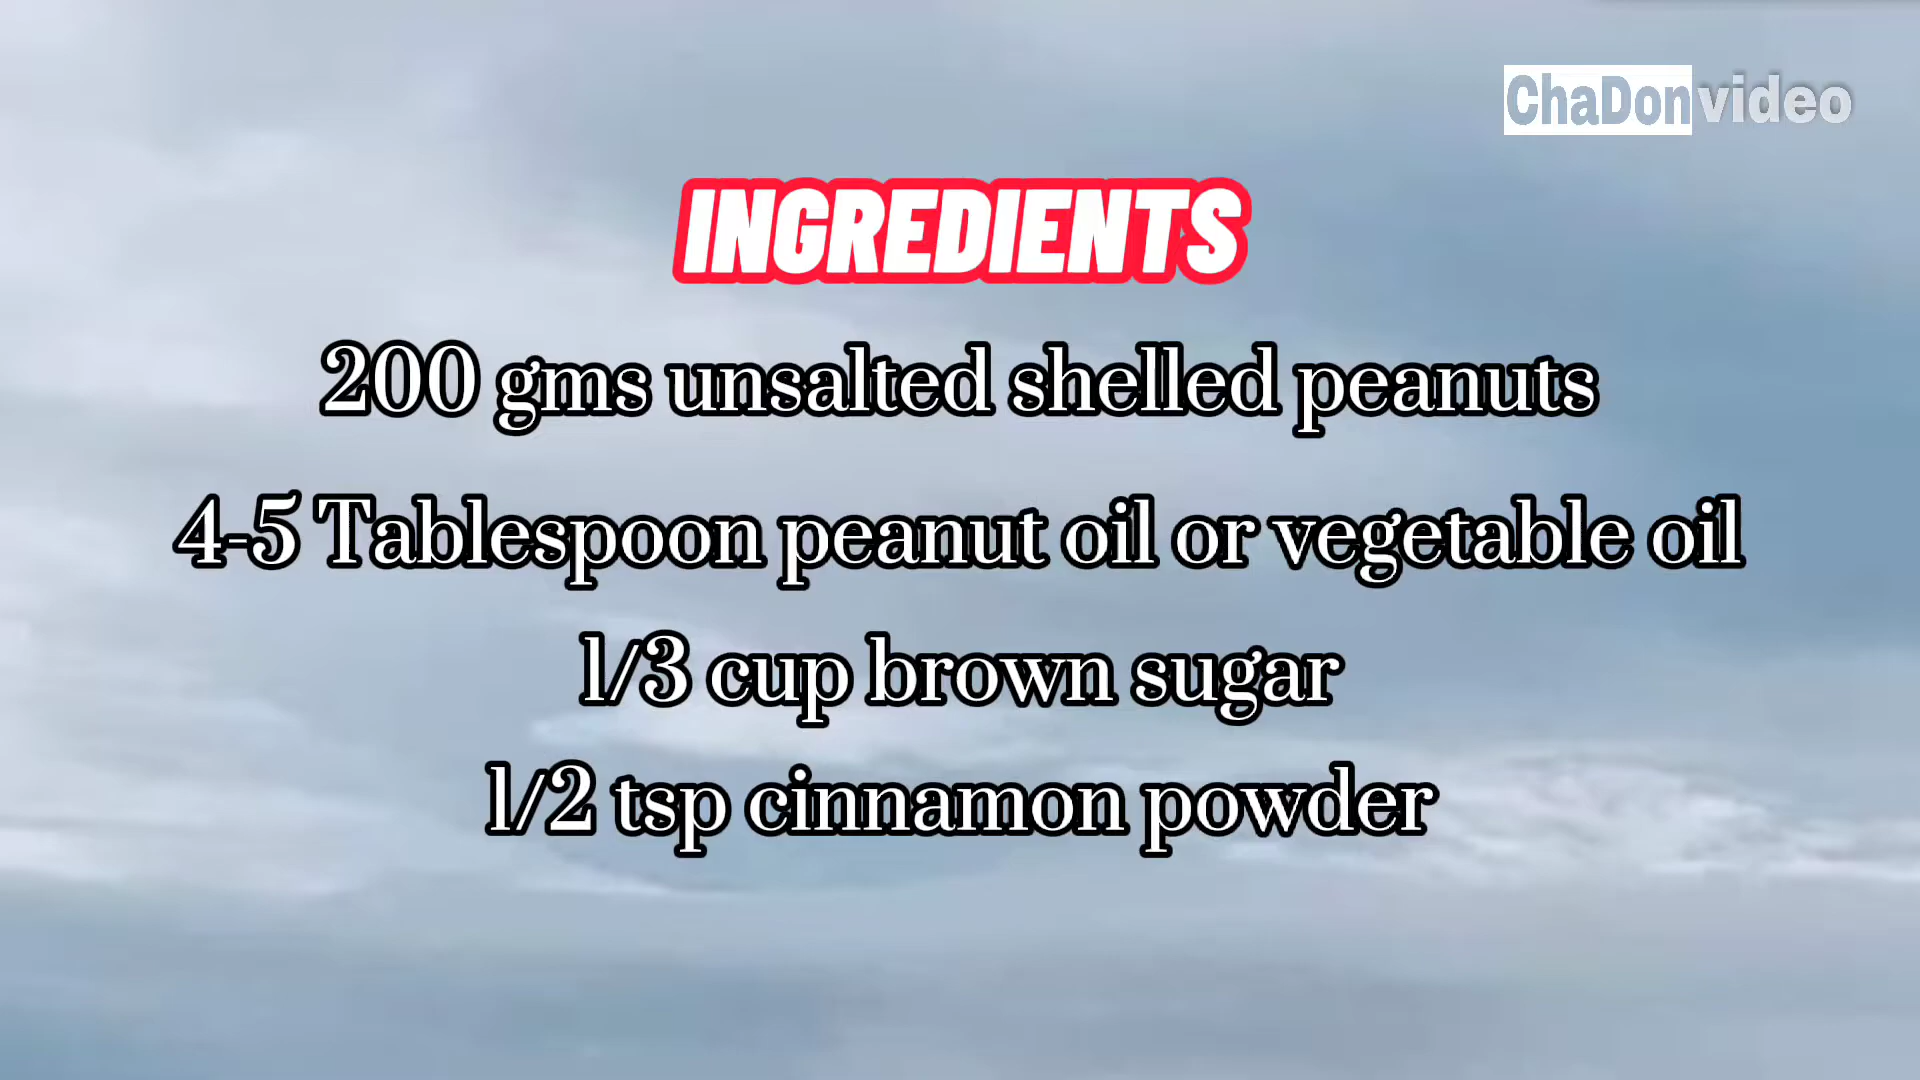 ChaDonvideo
INGREDIENTS
200 gms unsalted shelled peanuts
4-5 Tablespoon peanut oil or vegetable oil
1/3 cup brown sugar
1/2 tsp cinnamon powder